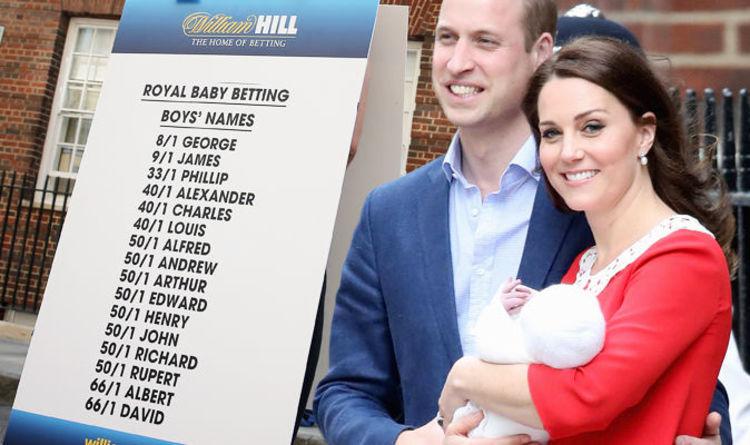 William HILL
THE HOME OF BETTING
ROYAL BABY BETTING
BOYS' NAMES
8/1 GEORGE
9/1 JAMES
33/1 PHILLIP
40/1 ALEXANDER
40/1 CHARLES
40/1 LOUIS
50/1 ALFRED
50/1 ANDREW
50/1 ARTHUR
50/1 EDWARD
50/1 HENRY
50/1 JOHN
50/1 RICHARD
50/1 RUPERT
66/1 ALBERT
66/1 DAVID